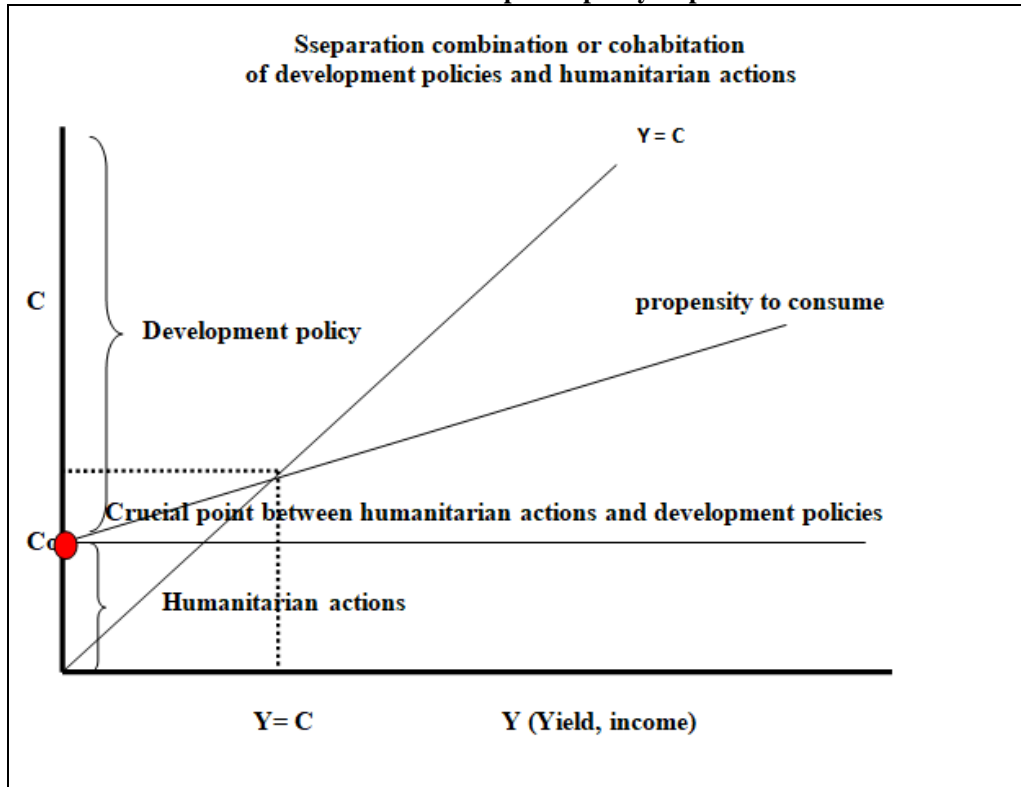 Sseparation combination or cohabitation
of development policies and humanitarian actions
Y = C
C
propensity to consume
Development policy
Crucial point between humanitarian actions and development policies
Co
Humanitarian actions
Y= C
Y (Yield, income)